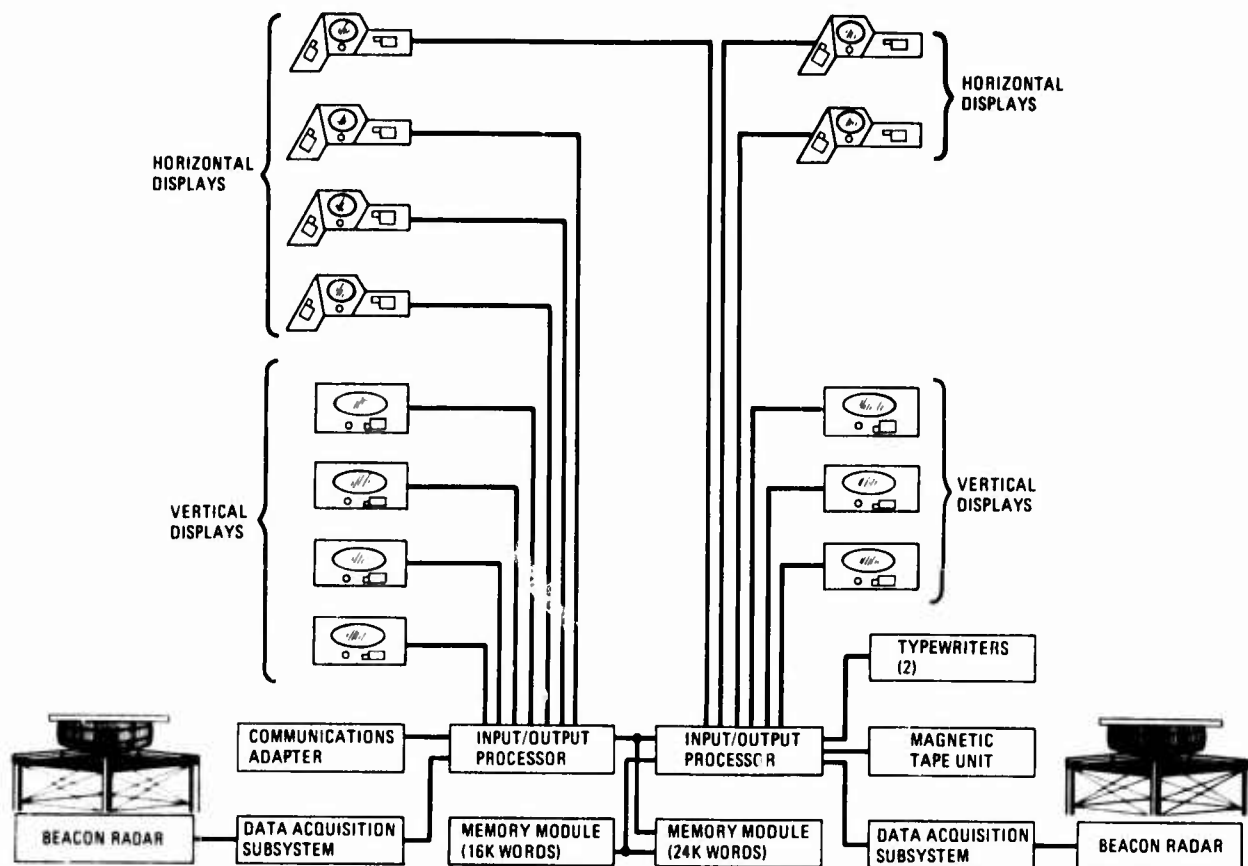 HORIZONTAL
DISPLAYS
HORIZONTAL
DISPLAYS
VERTICAL
DISPLAYS
VERTICAL
DISPLAYS
TYPEWRITERS
(2)
COMMUNICATIONS
ADAPTER
INPUT/OUTPUT
PROCESSOR
INPUT/OUTPUT
PROCESSOR
MAGNETIC
TAPE UNIT
BEACON RADAR
DATA ACQUISITION
SUBSYSTEM
MEMORY MODULE
(16K WORDS)
MEMORY MODULE
(24K WORDS)
DATA ACQUISITION
SUBSYSTEM
BEACON RADAR